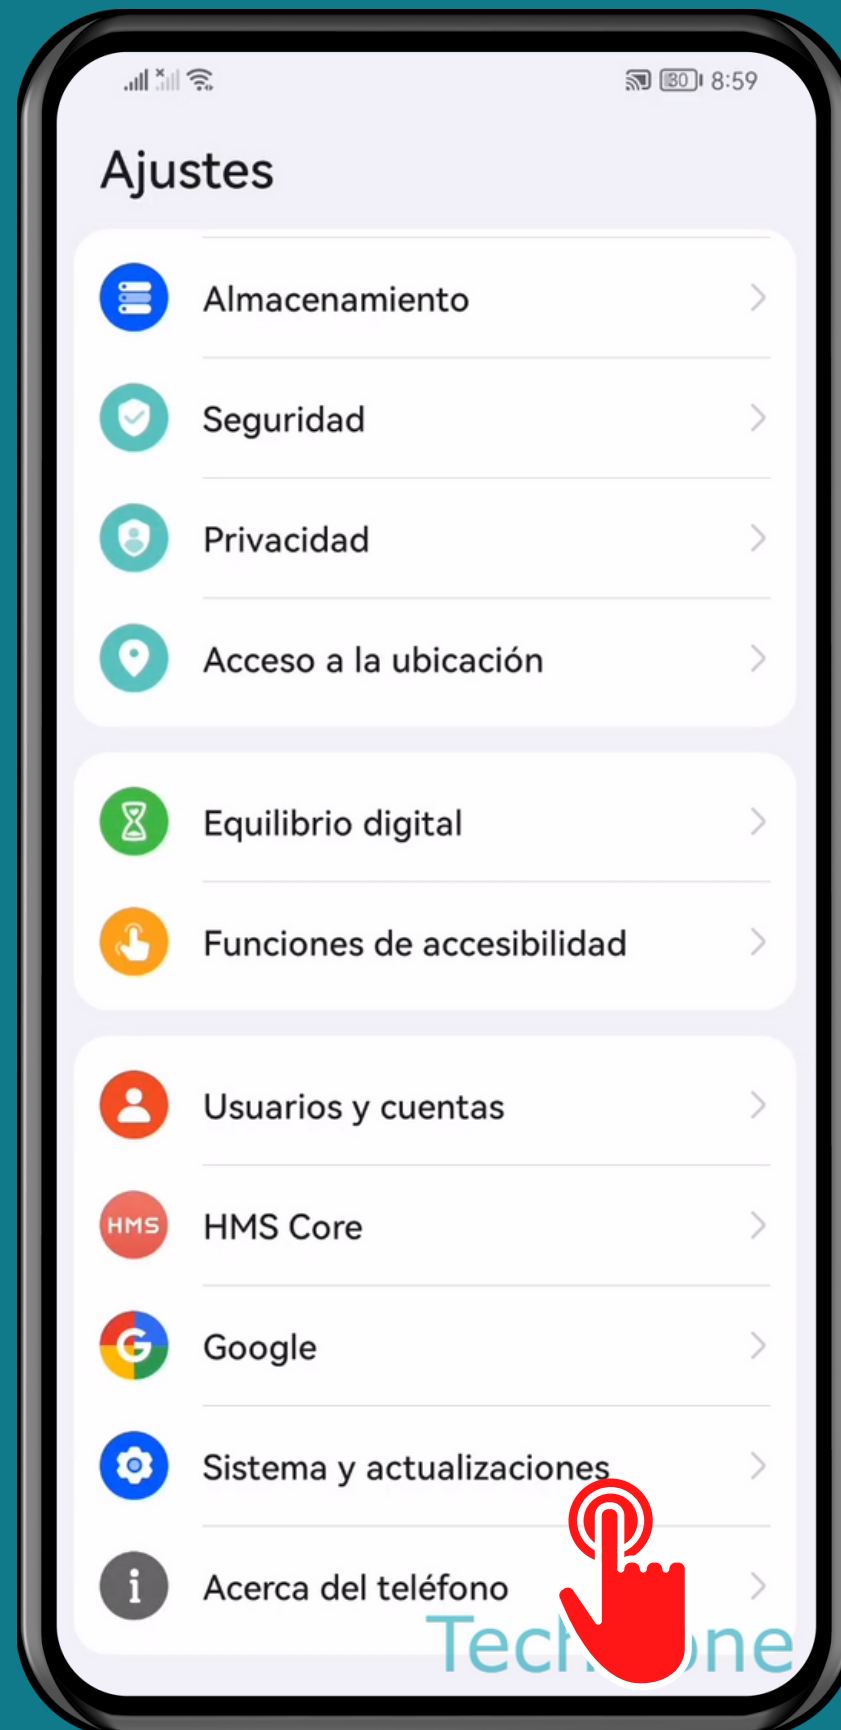 30 8:59
Ajustes
Almacenamiento
Seguridad
Privacidad
Acceso a la ubicación
Equilibrio digital
Funciones de accesibilidad
Usuarios y cuentas
HMS HMS Core
G Google
Sistema y actualizaciones
i Acerca del teléfono